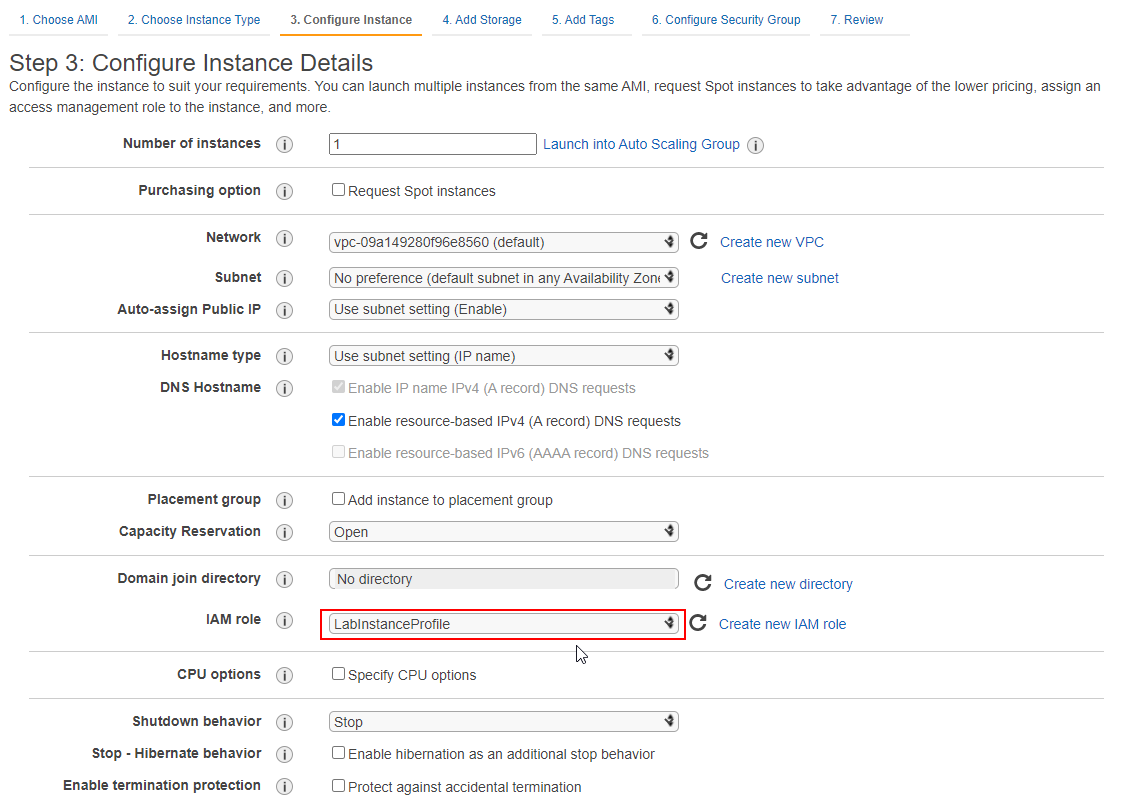 1. Choose AMI 2. Choose Instance Type 3. Configure Instance 4. Add Storage 5. Add Tags 6. Configure Security Group 7. Review
Step 3: Configure Instance Details
Configure the instance to suit your requirements. You can launch multiple instances from the same AMI, request Spot instances to take advantage of the lower pricing, assign an
access management role to the instance, and more.
Number of instances i 1 Launch into Auto Scaling Group i
Purchasing option i Request Spot instances
Network i vpc-09a149280f96e8560 (default) Create new VPC
Subnet i No preference (default subnet in any Availability Zone Create new subnet
Auto-assign Public IP i Use subnet setting (Enable)
Hostname type i Use subnet setting (IP name)
DNS Hostname i Enable IP name IPv4 (A record) DNS requests
Enable resource-based IPv4 (A record) DNS requests
Enable resource-based IPv6 (AAAA record) DNS requests
Placement group i Add instance to placement group
Capacity Reservation i Open
Domain join directory i No directory Create new directory
IAM role i LabInstanceProfile Create new IAM role
CPU options i Specify CPU options
Shutdown behavior i Stop
Stop - Hibernate behavior i Enable hibernation as an additional stop behavior
Enable termination protection i Protect against accidental termination